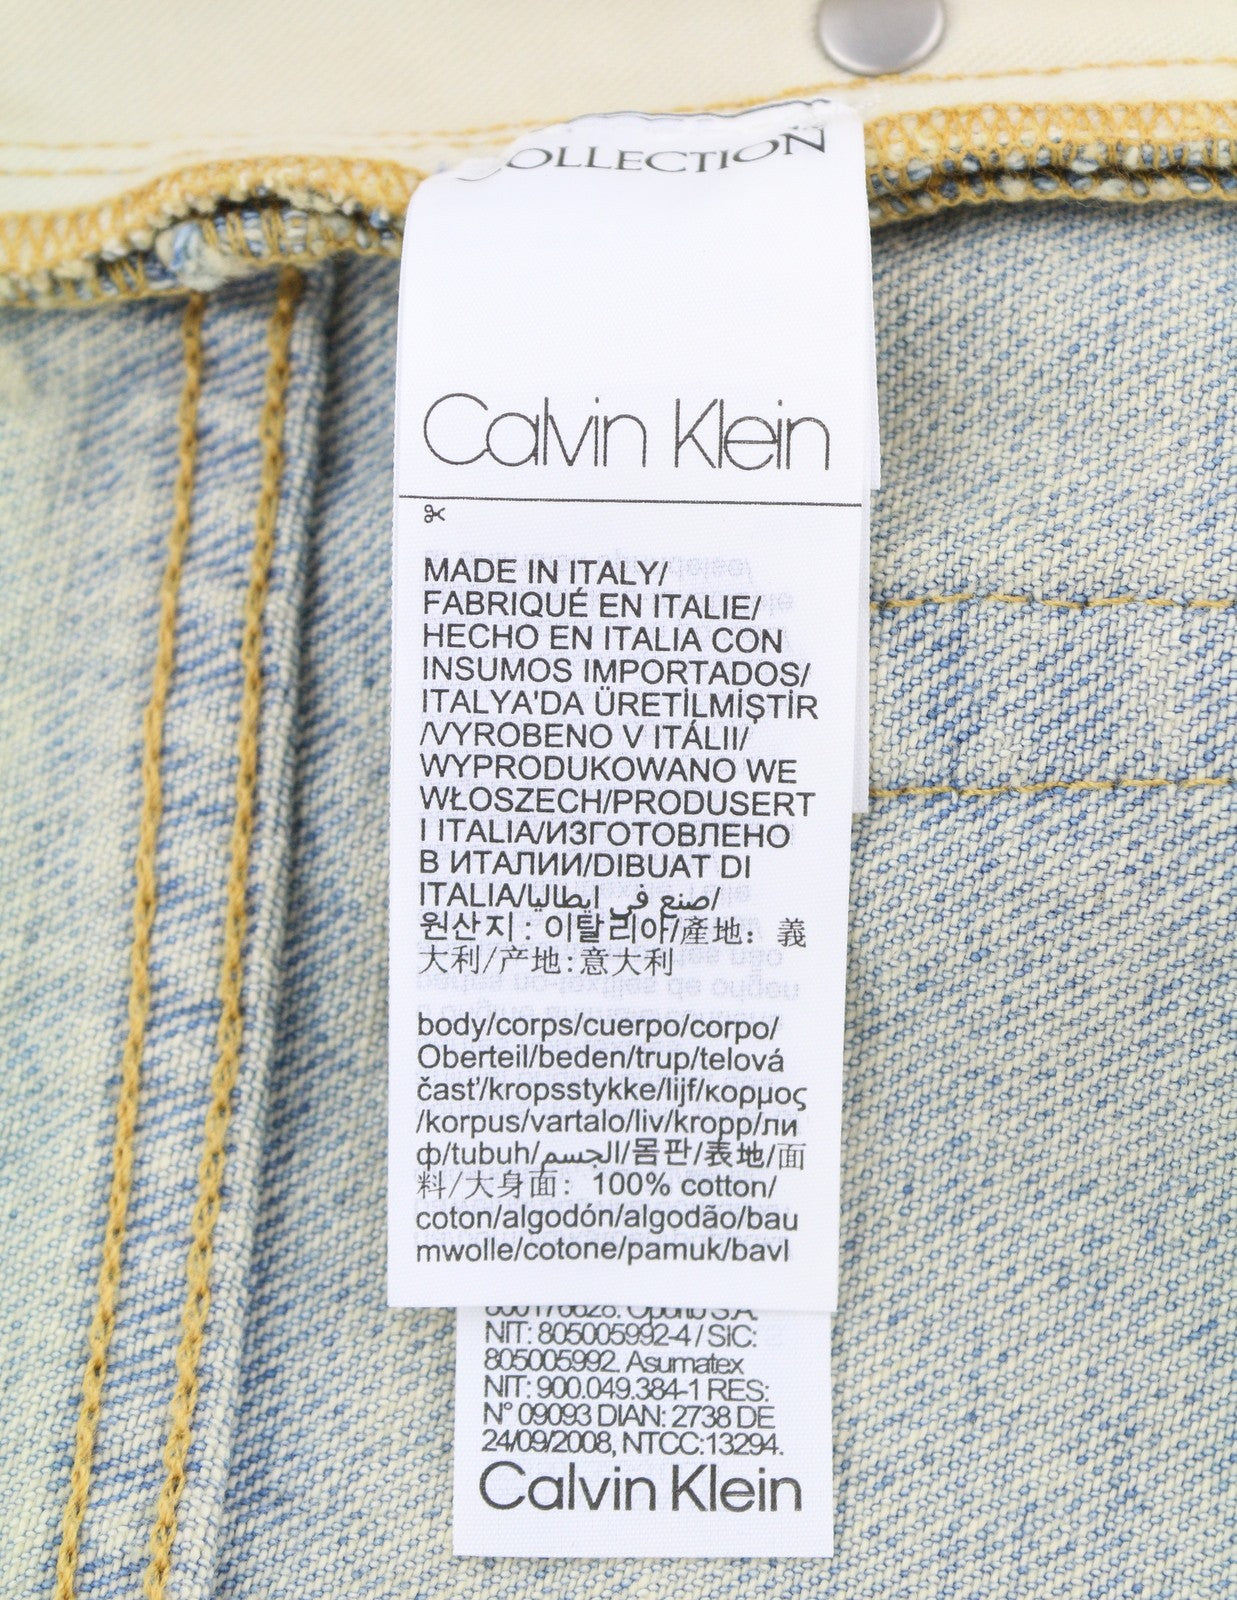 COLLECTION
Calvin Klein
MADE IN ITALY/
FABRIQUÉ EN ITALIE/
HECHO EN ITALIA CON
INSUMOS IMPORTADOS/
ITALYA'DA ÜRETİLMİŞTİR
/VYROBENO V ITÁLII/
WYPRODUKOWANO WE
WŁOSZECH/PRODUSERT
I ITALIA/ИЗГОТОВЛЕНО
В ИТАЛИИ/DIBUAT DI
ITALIA/صنع في ايطاليا/
원산지 : 이탈리아/產地：義
大利/产地:意大利
body/corps/cuerpo/corpo/
Oberteil/beden/trup/telová
časť/kropsstykke/lijf/κορμος
/korpus/vartalo/liv/kropp/ли
ф/tubuh/الجسم/몸판/表地/面
料/大身面： 100% cotton/
coton/algodón/algodão/bau
mwolle/cotone/pamuk/bavl
800176628. Oporto S.A.
NIT: 805005992-4 / SIC:
805005992. Asumatex
NIT: 900.049.384-1 RES:
N° 09093 DIAN: 2738 DE
24/09/2008, NTCC:13294.
Calvin Klein